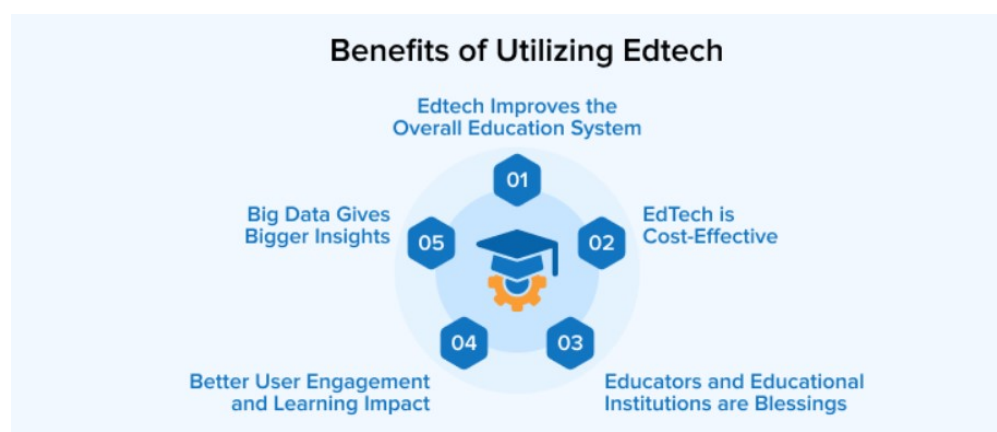 Benefits of Utilizing Edtech
Edtech Improves the
Overall Education System
01
EdTech is
Cost-Effective
02
Educators and Educational
Institutions are Blessings
03
Better User Engagement
and Learning Impact
04
Big Data Gives
Bigger Insights
05